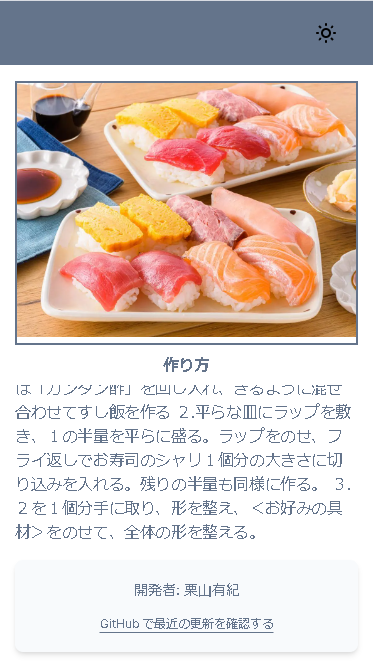 作り方
は「カンタン酢」を回し入れ、きるように混ぜ
合わせてすし飯を作る ２.平らな皿にラップを敷
き、１の半量を平らに盛る。ラップをのせ、フ
ライ返しでお寿司のシャリ１個分の大きさに切
り込みを入れる。残りの半量も同様に作る。 ３.
２を１個分手に取り、形を整え、＜お好みの具
材＞をのせて、全体の形を整える。
開発者: 栗山有紀
GitHub で最近の更新を確認する